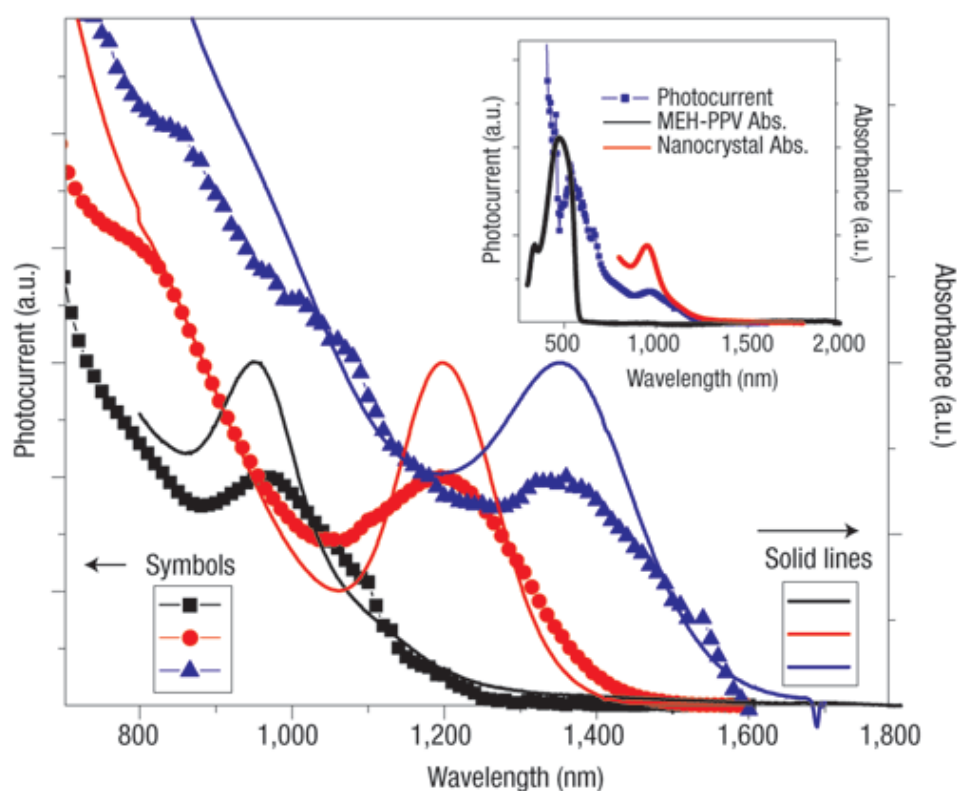 Photocurrent (a.u.)
Absorbance (a.u.)
Wavelength (nm)
800
1,000
1,200
1,400
1,600
1,800
Symbols
Solid lines
Photocurrent
MEH-PPV Abs.
Nanocrystal Abs.
Photocurrent (a.u.)
Absorbance (a.u.)
500
1,000
1,500
2,000
Wavelength (nm)